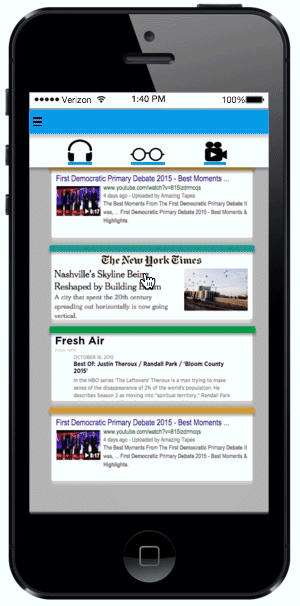 Verizon 1:40 PM 100%
First Democratic Primary Debate 2015 - Best Moments ...
www.youtube.com/watch?v=81Sizdrmcqs
4 days ago - Uploaded by Amazing Tapes
The Best Moments From The First Democratic Primary Debate It
was, ... First Democratic Primary Debate 2015 - Best Moments &
Highlights.
The New York Times
Nashville's Skyline Being
Reshaped by Building Boom
A city that spent the 20th century
spreading out horizontally is now going
vertical.
Fresh Air
OCTOBER 16, 2015
Best Of: Justin Theroux / Randall Park / 'Bloom County
2015'
In the HBO series 'The Leftovers' Theroux is a man trying to make
sense of the disappearance of 2% of the world's population. He
describes Season 2 as moving into "spiritual territory." Randall Park
First Democratic Primary Debate 2015 - Best Moments ...
www.youtube.com/watch?v=81Sizdrmcqs
4 days ago - Uploaded by Amazing Tapes
The Best Moments From The First Democratic Primary Debate It
was, ... First Democratic Primary Debate 2015 - Best Moments &
Highlights.